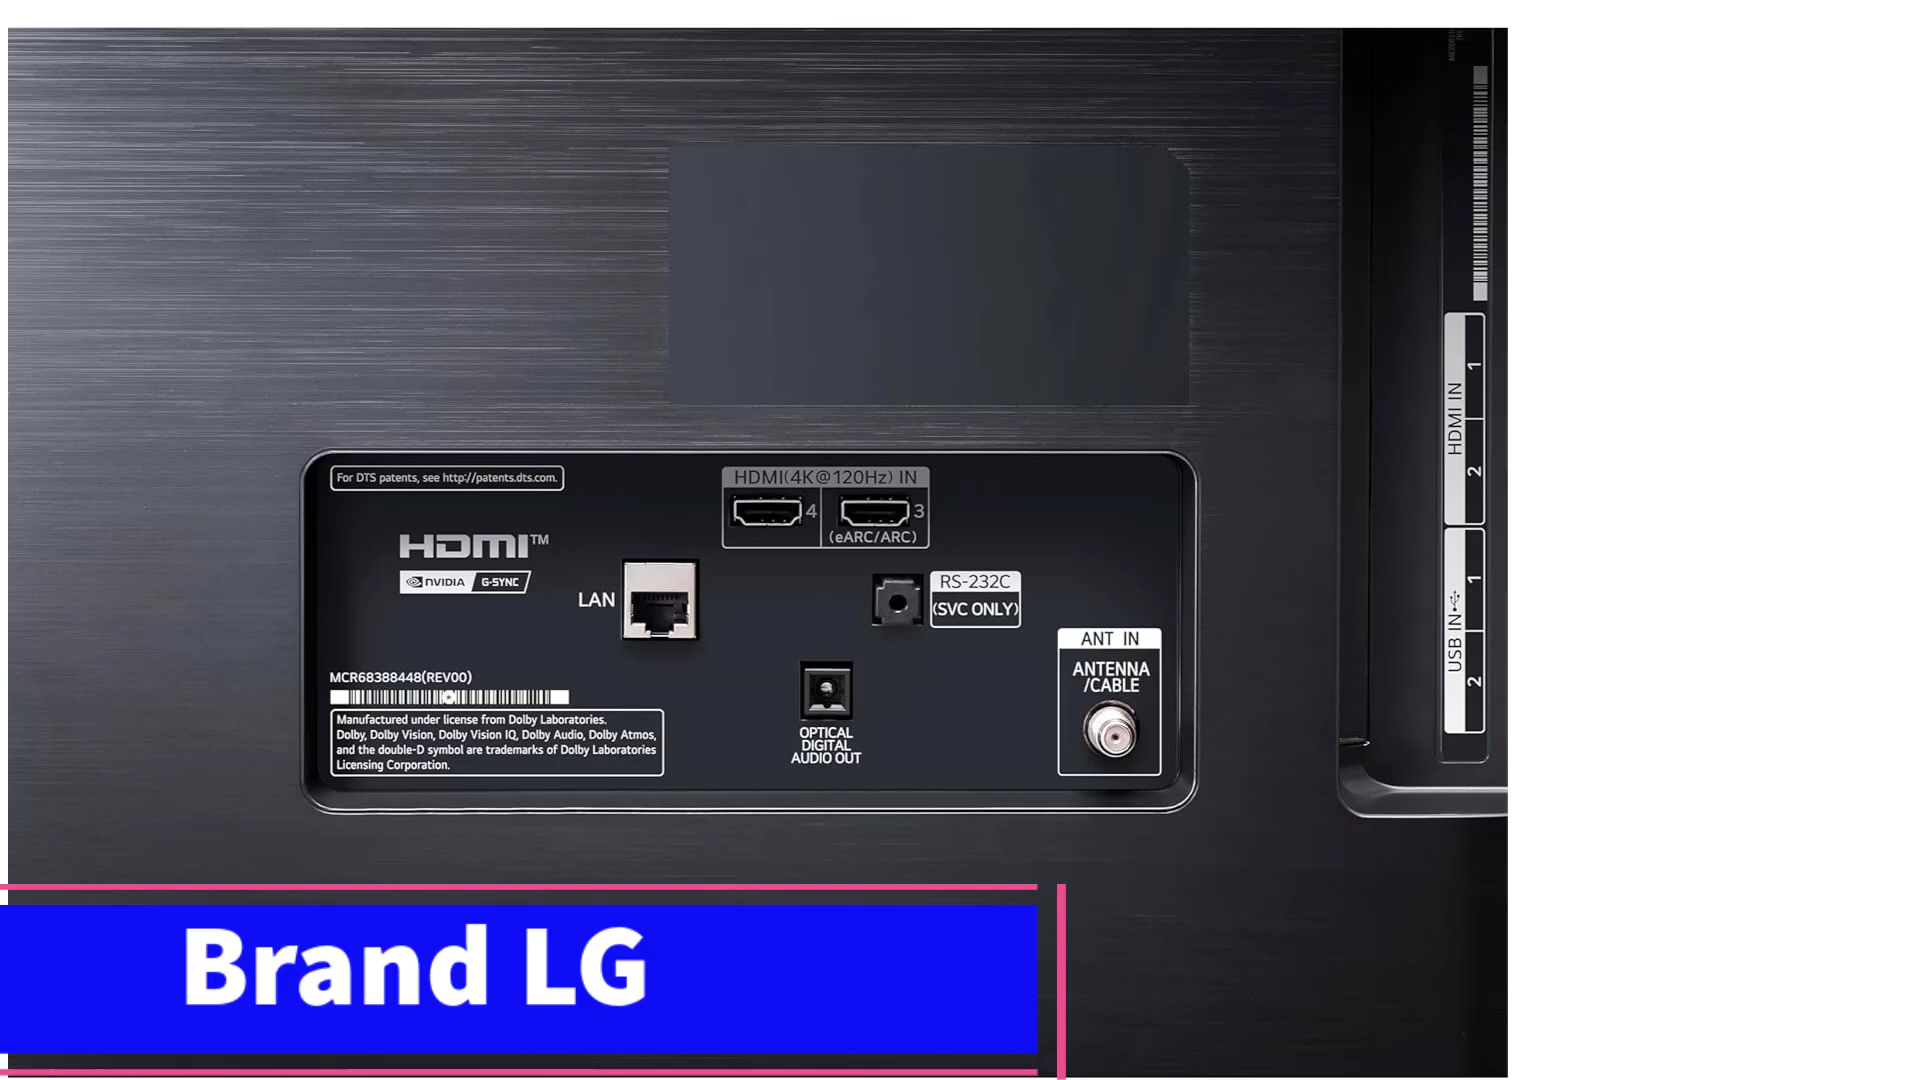 For DTS patents, see http://patents.dts.com.
HDMI(4K@120Hz) IN
4
3
(eARC/ARC)
HDMI™
NVIDIA G-SYNC
LAN
RS-232C
(SVC ONLY)
ANT IN
ANTENNA
/CABLE
MCR68388448(REV00)
Manufactured under license from Dolby Laboratories.
Dolby, Dolby Vision, Dolby Vision IQ, Dolby Audio, Dolby Atmos,
and the double-D symbol are trademarks of Dolby Laboratories
Licensing Corporation.
OPTICAL
DIGITAL
AUDIO OUT
HDMI IN
1
2
USB IN
1
2
Brand LG